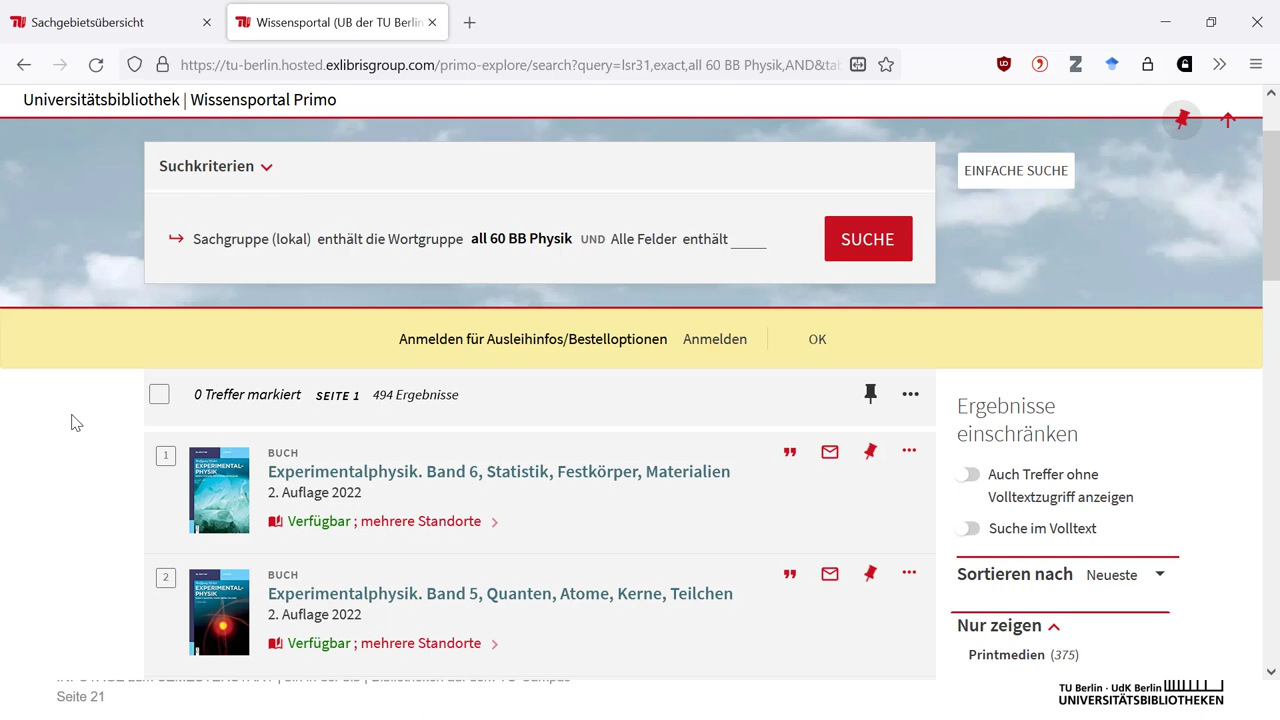 Sachgebietsübersicht
Wissensportal (UB der TU Berlin
https://tu-berlin.hosted.exlibrisgroup.com/primo-explore/search?query=lsr31,exact,all 60 BB Physik,AND&ta
Universitätsbibliothek | Wissensportal Primo
Suchkriterien
EINFACHE SUCHE
Sachgruppe (lokal) enthält die Wortgruppe all 60 BB Physik UND Alle Felder enthält
SUCHE
Anmelden für Ausleihinfos/Bestelloptionen Anmelden OK
0 Treffer markiert SEITE 1 494 Ergebnisse
Ergebnisse
einschränken
1
BUCH
Experimentalphysik. Band 6, Statistik, Festkörper, Materialien
2. Auflage 2022
Verfügbar ; mehrere Standorte
Auch Treffer ohne
Volltextzugriff anzeigen
Suche im Volltext
2
BUCH
Experimentalphysik. Band 5, Quanten, Atome, Kerne, Teilchen
2. Auflage 2022
Verfügbar ; mehrere Standorte
Sortieren nach Neueste
Nur zeigen
Printmedien (375)
Seite 21
TU Berlin · UdK Berlin
UNIVERSITÄTSBIBLIOTHEKEN